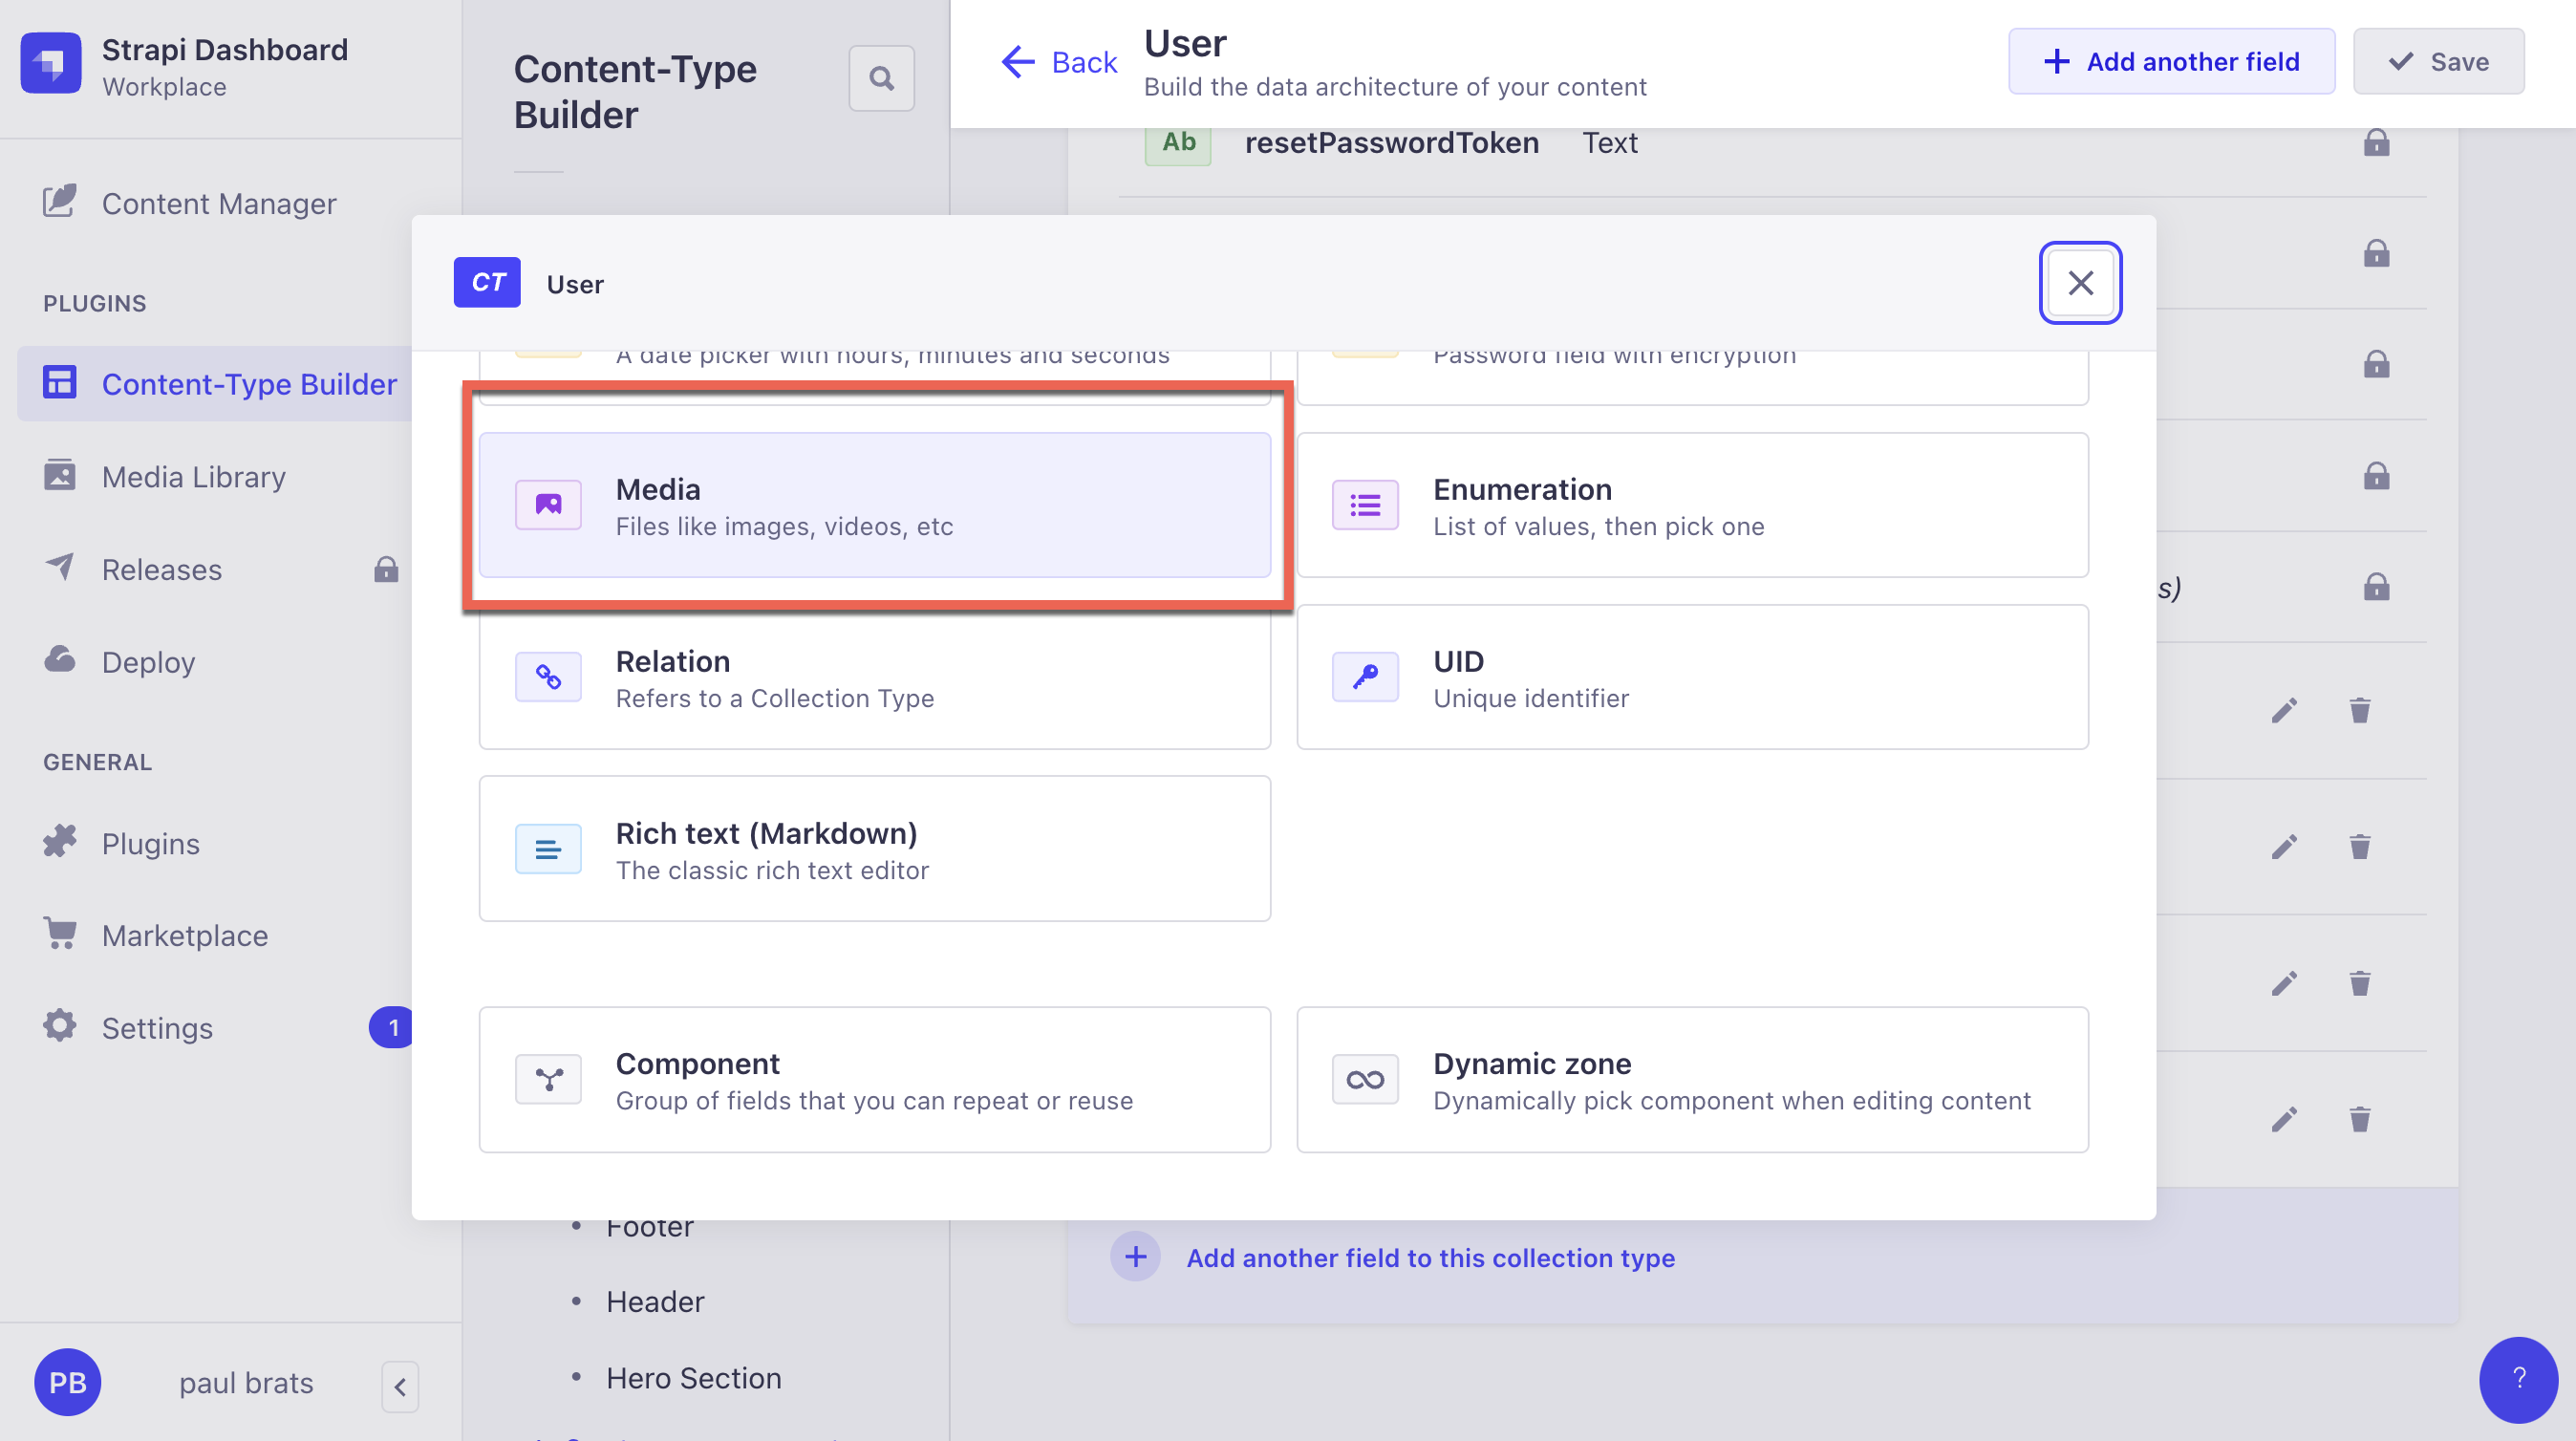 Strapi Dashboard
Workplace
Content Manager
PLUGINS
Content-Type Builder
Media Library
Releases
Deploy
GENERAL
Plugins
Marketplace
Settings
1
PB
paul brats
Content-Type
Builder
Footer
Header
Hero Section
Back
User
Build the data architecture of your content
Add another field
Save
Ab
resetPasswordToken
Text
s)
CT
User
A date picker with hours, minutes and seconds
Password field with encryption
Media
Files like images, videos, etc
Enumeration
List of values, then pick one
Relation
Refers to a Collection Type
UID
Unique identifier
Rich text (Markdown)
The classic rich text editor
Component
Group of fields that you can repeat or reuse
Dynamic zone
Dynamically pick component when editing content
Add another field to this collection type
?